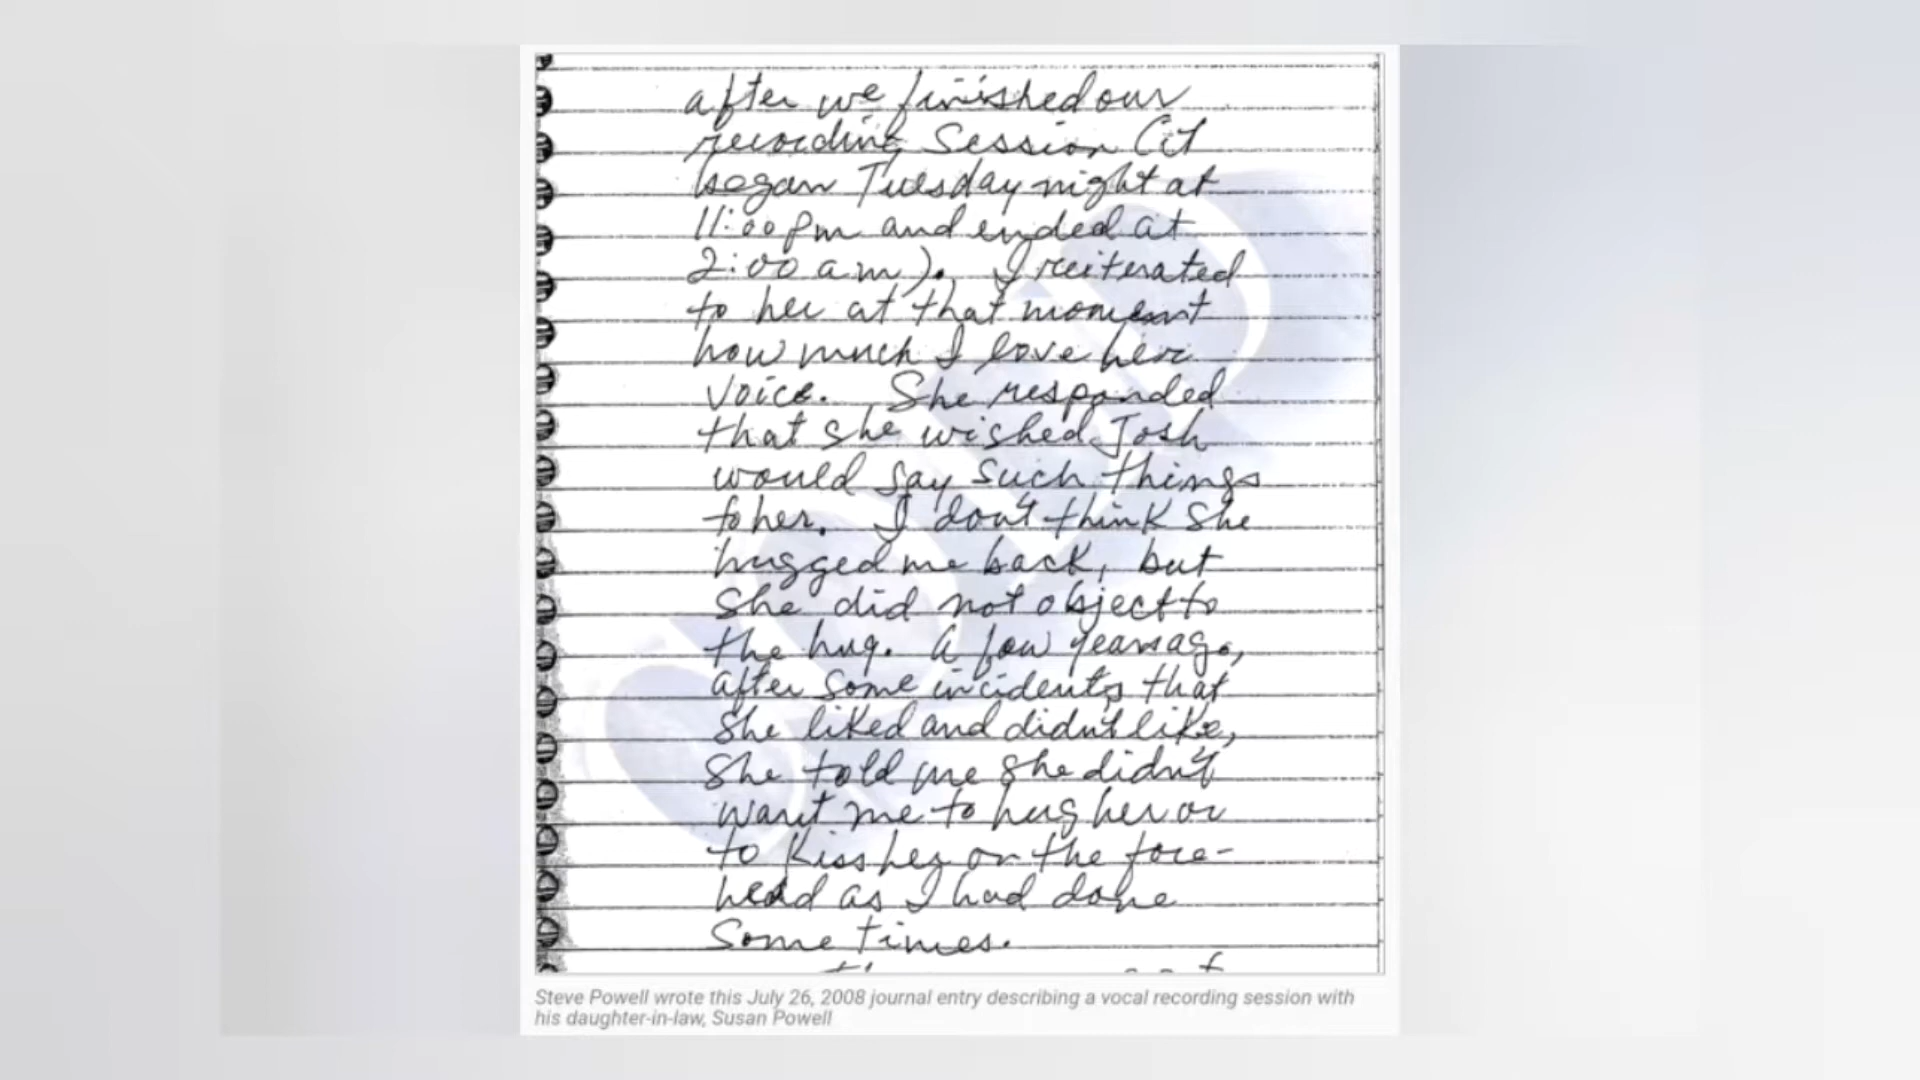 after we finished our
recording Session (it
began Tuesday night at
11:00 pm and ended at
2:00 am). I reiterated
to her at that moment
how much I love her
voice. She responded
that she wished Josh
would say such things
to her. I don't think she
hugged me back, but
she did not object to
the hug. A few years ago,
after some incidents that
she liked and didn't like,
she told me she didn't
want me to hug her or
to kiss her on the fore-
head as I had done
sometimes.
Steve Powell wrote this July 26, 2008 journal entry describing a vocal recording session with
his daughter-in-law, Susan Powell